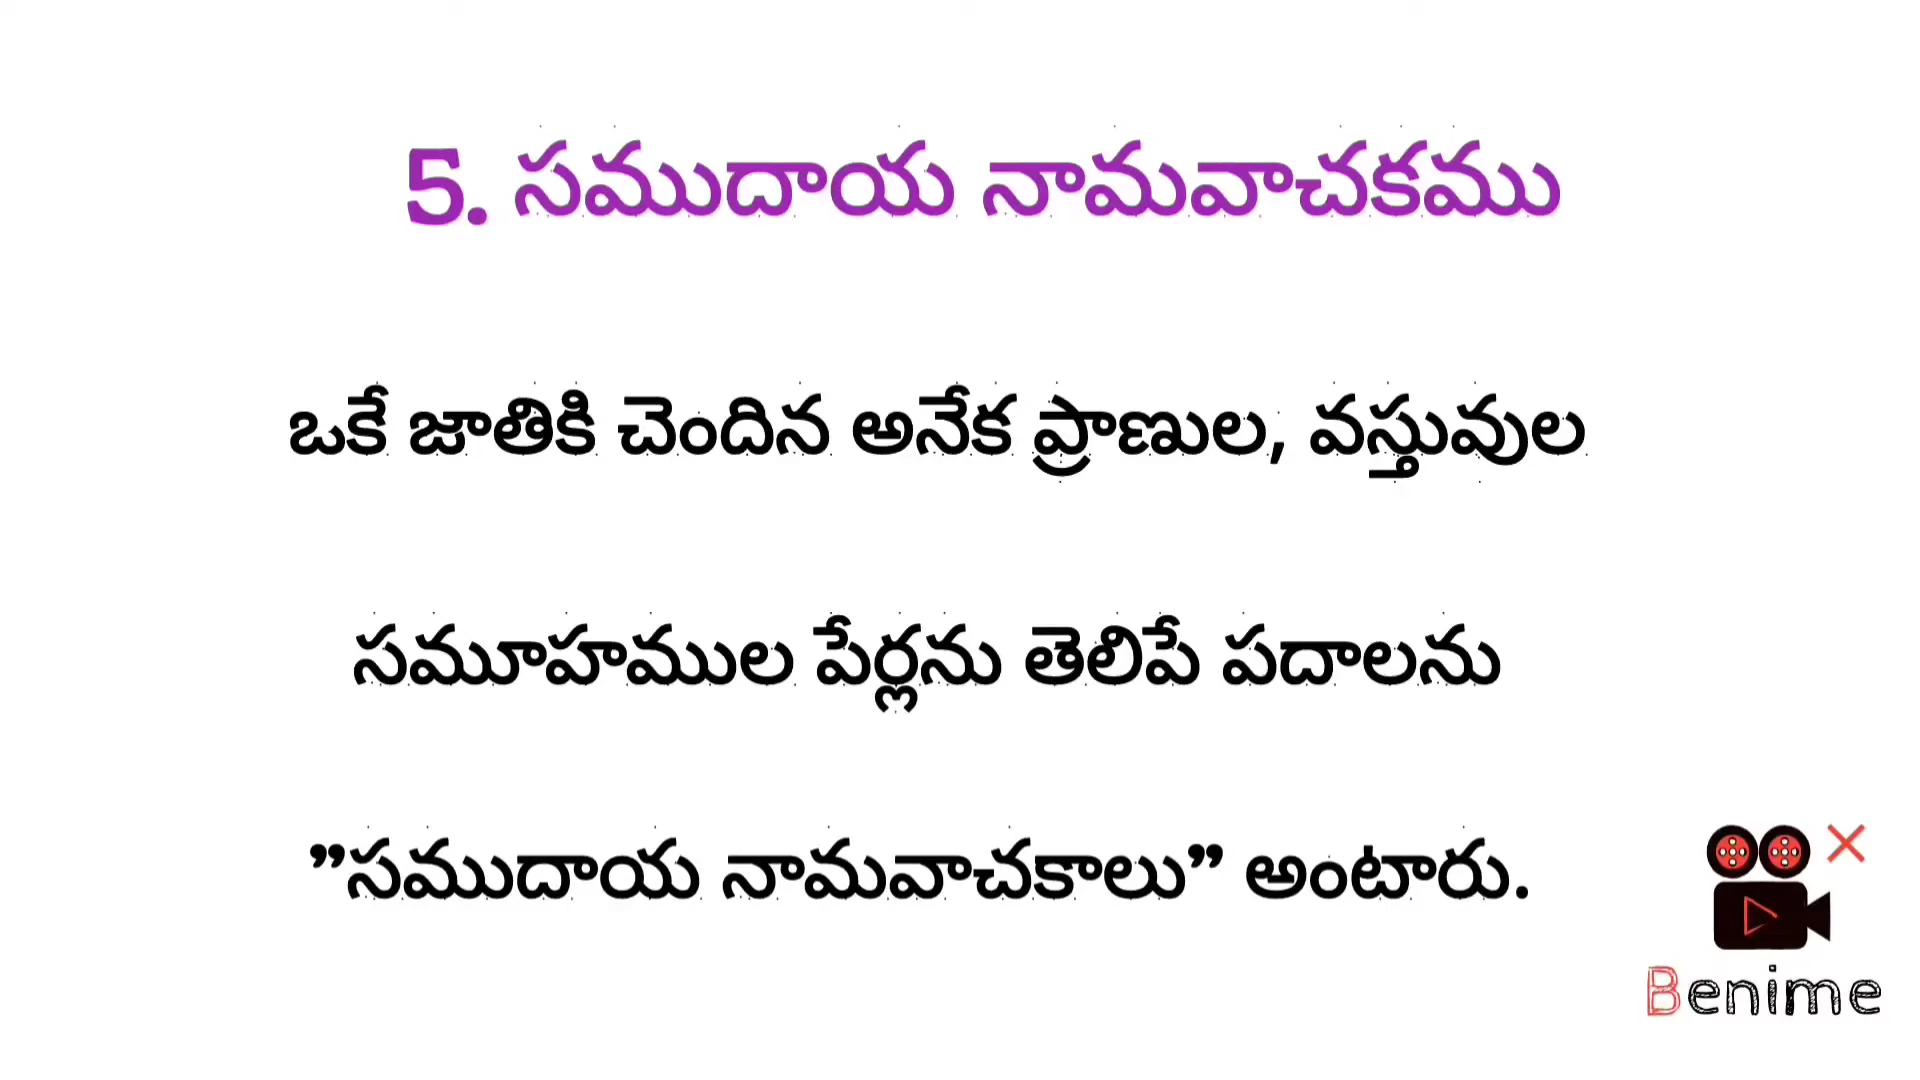 5. సముదాయ నామవాచకము
ఒకే జాతికి చెందిన అనేక ప్రాణుల, వస్తువుల
సమూహముల పేర్లను తెలిపే పదాలను
”సముదాయ నామవాచకాలు” అంటారు.
Benime